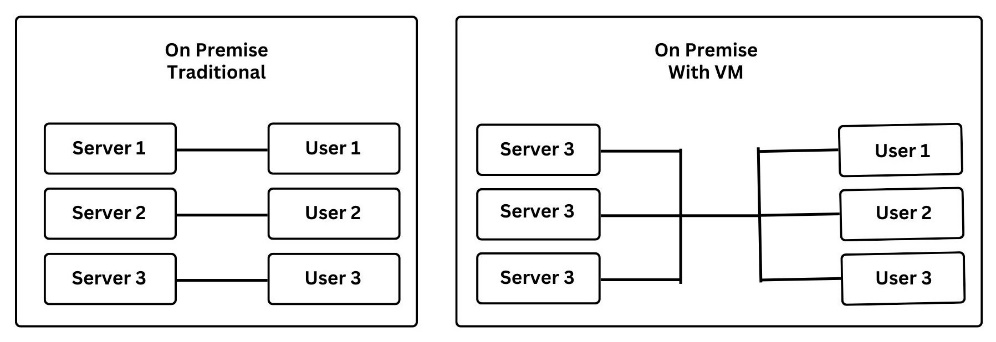 On Premise
Traditional
Server 1
User 1
Server 2
User 2
Server 3
User 3
On Premise
With VM
Server 3
User 1
Server 3
User 2
Server 3
User 3